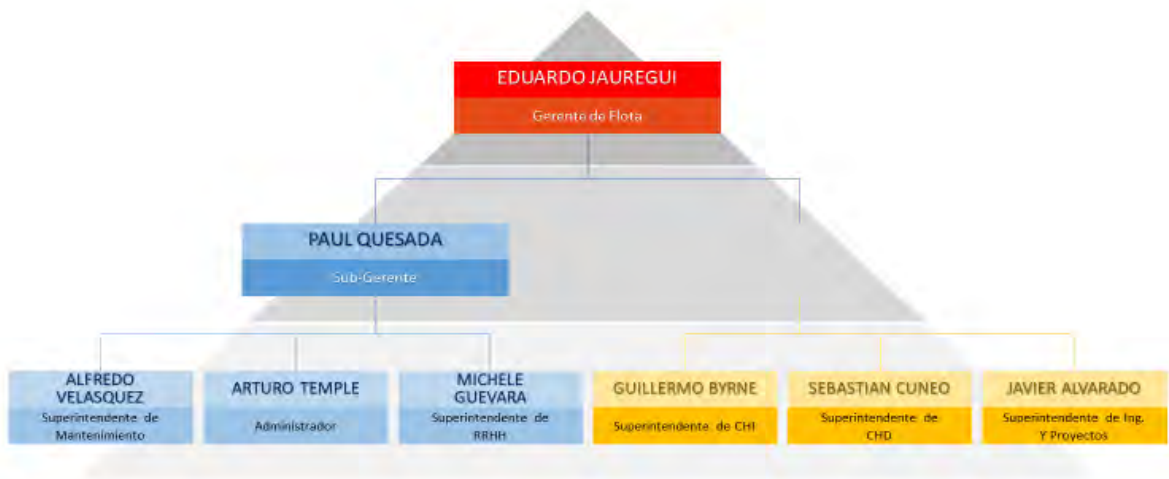 EDUARDO JAUREGUI
Gerente de Flota
PAUL QUESADA
Sub-Gerente
ALFREDO
VELASQUEZ
Superintendente de
Mantenimiento
ARTURO TEMPLE
Administrador
MICHELE
GUEVARA
Superintendente de
RRHH
GUILLERMO BYRNE
Superintendente de CHI
SEBASTIAN CUNEO
Superintendente de
CHD
JAVIER ALVARADO
Superintendente de Ing.
Y Proyectos